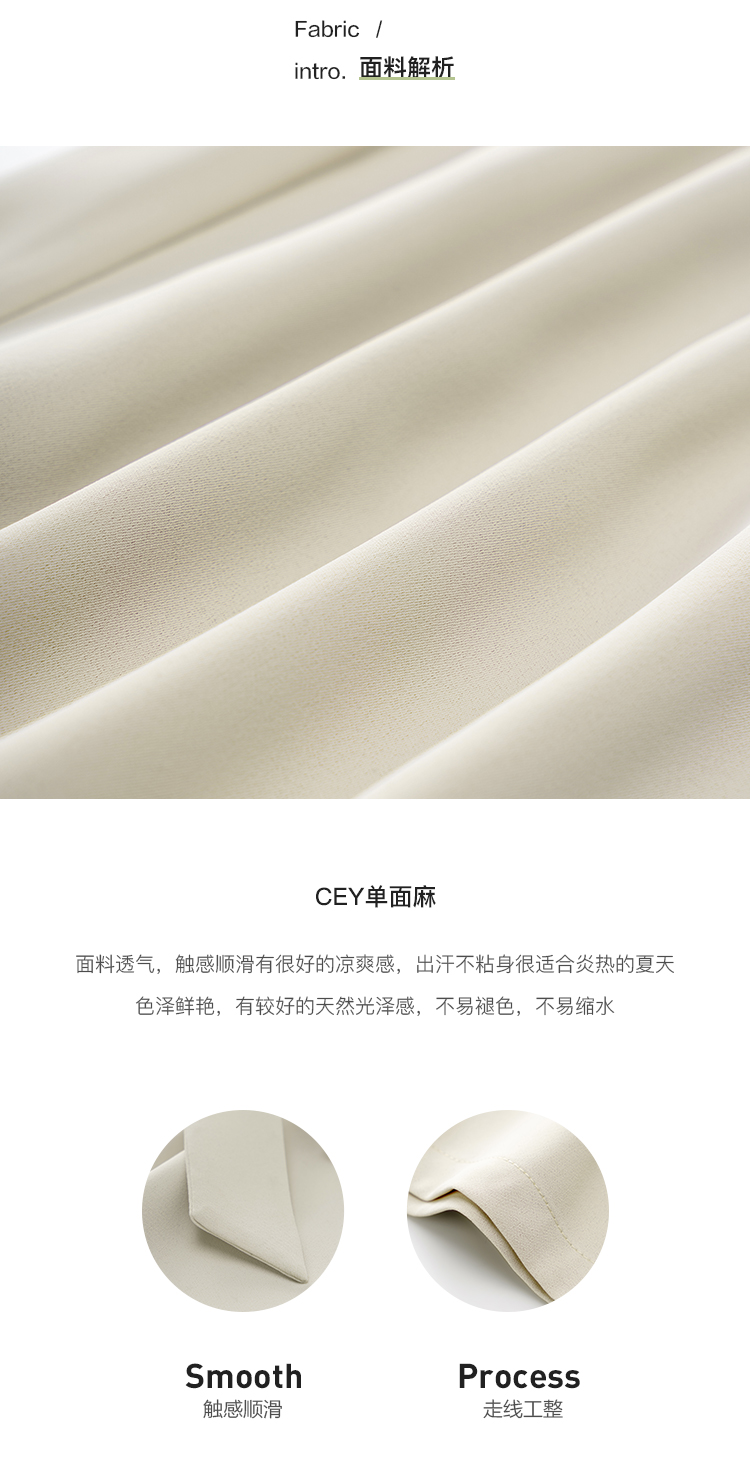 Fabric /
intro. 面料解析
CEY单面麻
面料透气，触感顺滑有很好的凉爽感，出汗不粘身很适合炎热的夏天
色泽鲜艳，有较好的天然光泽感，不易褪色，不易缩水
Smooth
触感顺滑
Process
走线工整